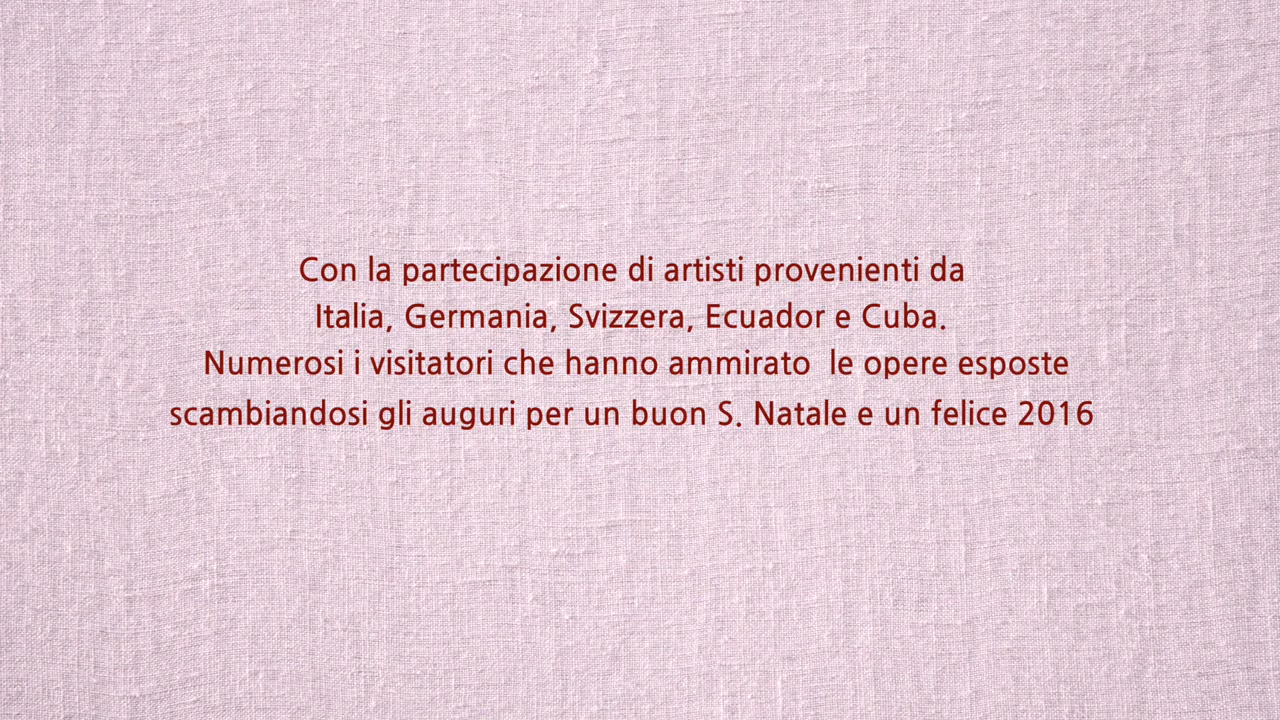 Con la partecipazione di artisti provenienti da
Italia, Germania, Svizzera, Ecuador e Cuba.
Numerosi i visitatori che hanno ammirato  le opere esposte
scambiandosi gli auguri per un buon S. Natale e un felice 2016